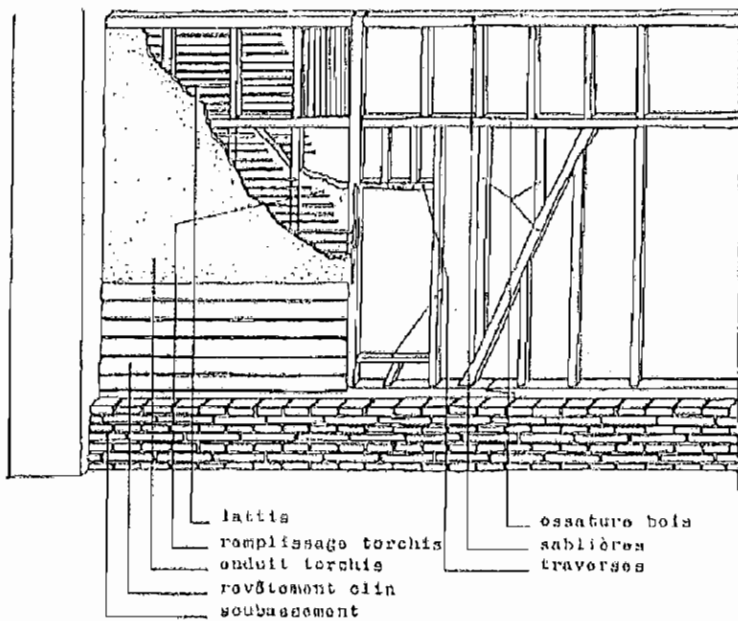 lattis
remplissage torchis
enduit torchis
revêtement clin
soubassement
ossature bois
sablières
traverses